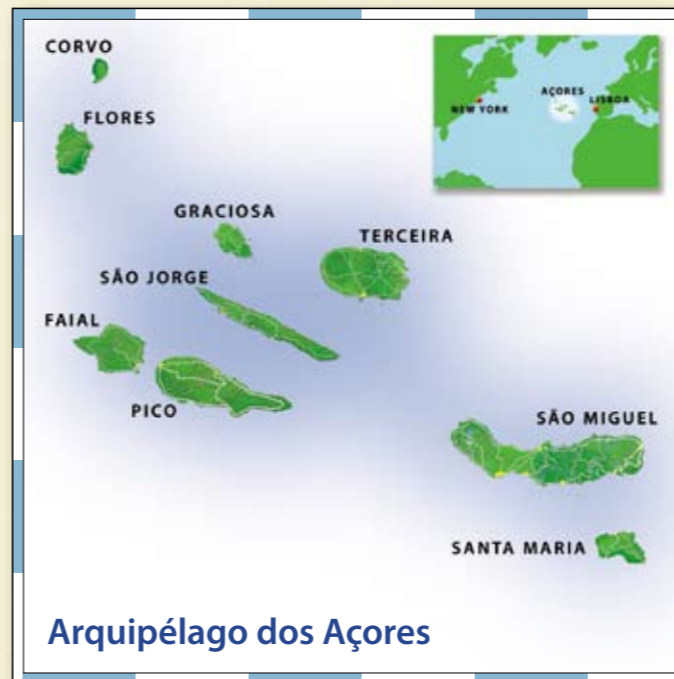 CORVO
FLORES
AÇORES
LISBOA
NEW YORK
GRACIOSA
TERCEIRA
SÃO JORGE
FAIAL
PICO
SÃO MIGUEL
SANTA MARIA
Arquipélago dos Açores